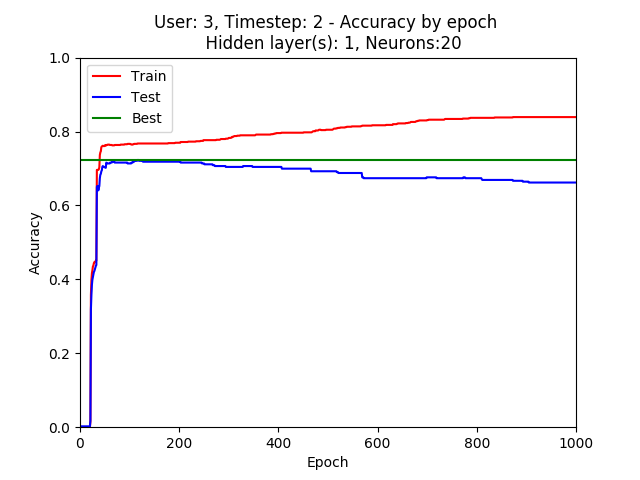 User: 3, Timestep: 2 - Accuracy by epoch
Hidden layer(s): 1, Neurons:20
1.0
Train
Test
Best
0.8
0.6
0.4
0.2
0.0
Accuracy
0 200 400 600 800 1000
Epoch